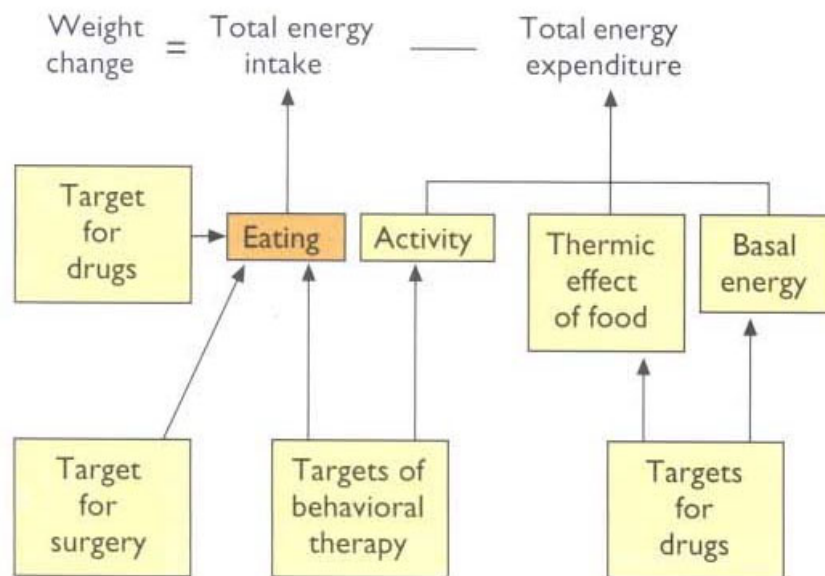 Weight change = Total energy intake — Total energy expenditure
Target
for
drugs
Eating
Activity
Thermic
effect
of food
Basal
energy
Target
for
surgery
Targets of
behavioral
therapy
Targets
for
drugs